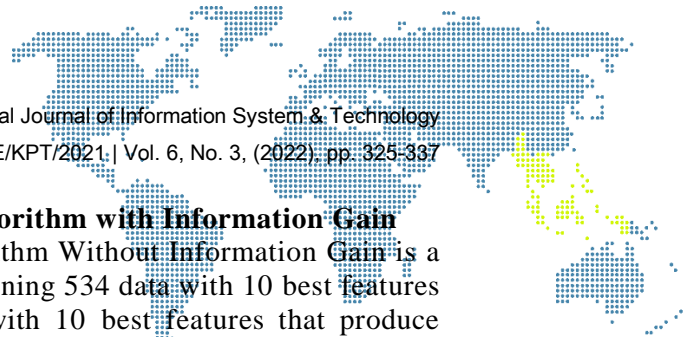 al Journal of Information System & Technology
E/KPT/2021 | Vol. 6, No. 3, (2022), pp. 325-337
orithm with Information Gain
thm Without Information Gain is a
ning 534 data with 10 best features
with 10 best features that produce